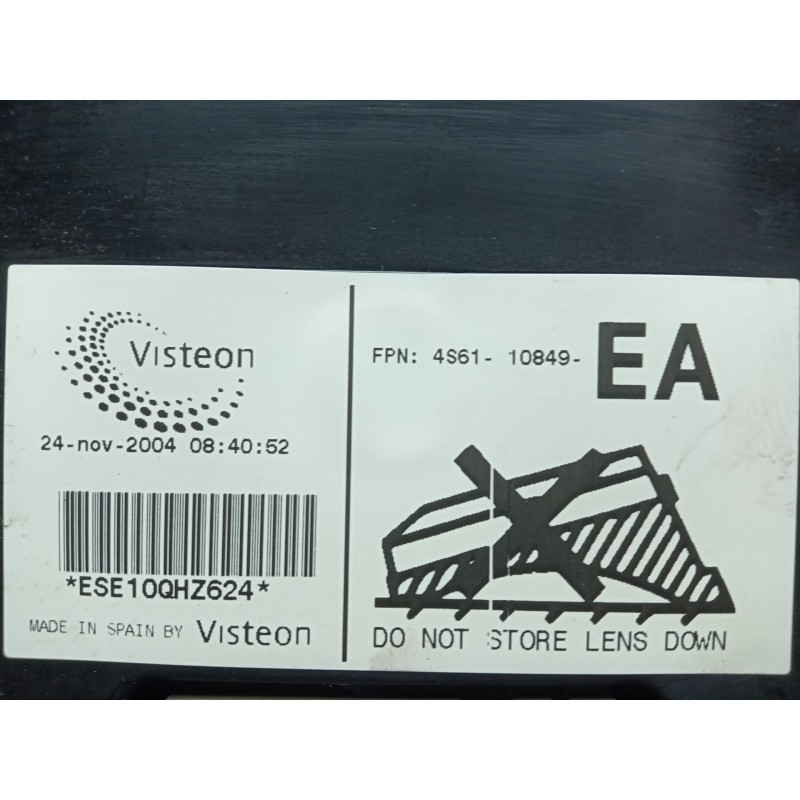 Visteon
24-nov-2004 08:40:52
*ESE10QHZ624*
MADE IN SPAIN BY Visteon
FPN: 4S61- 10849- EA
DO NOT STORE LENS DOWN